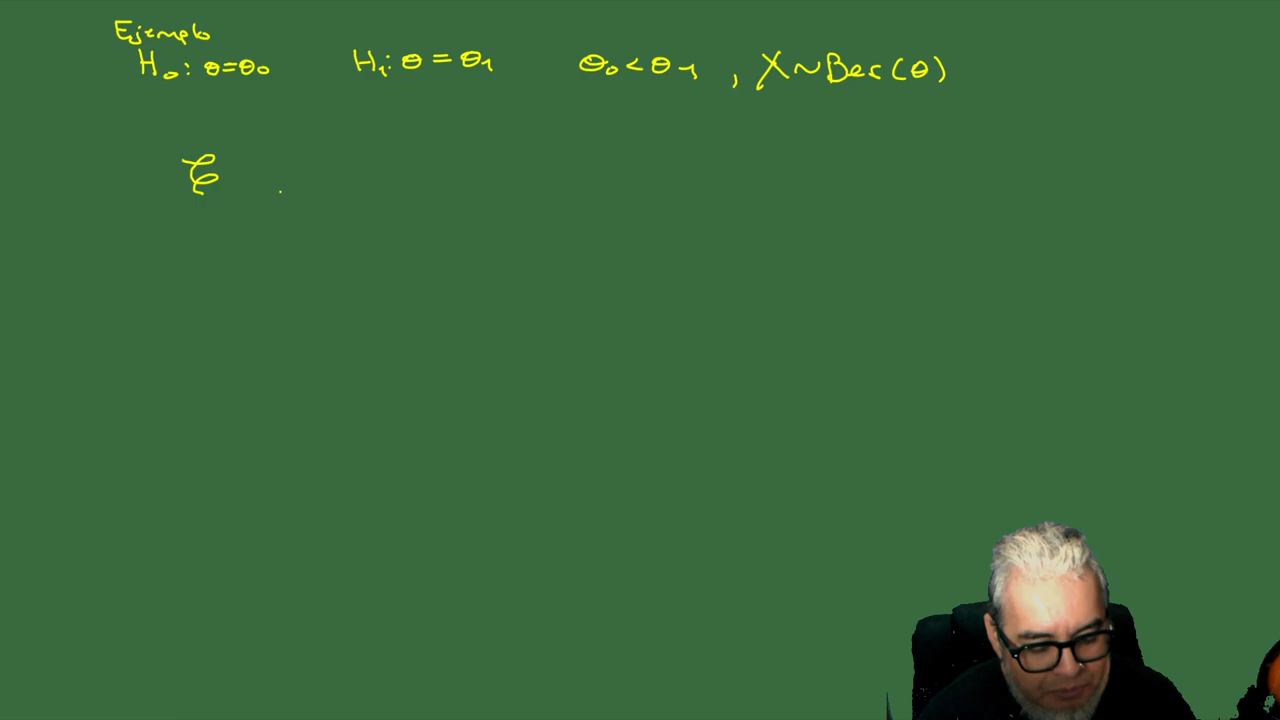 Ejemplo
H₀: θ=θ₀ H₁: θ = θ₁ θ₀ < θ₁ , X ~ Ber(θ)
𝒞